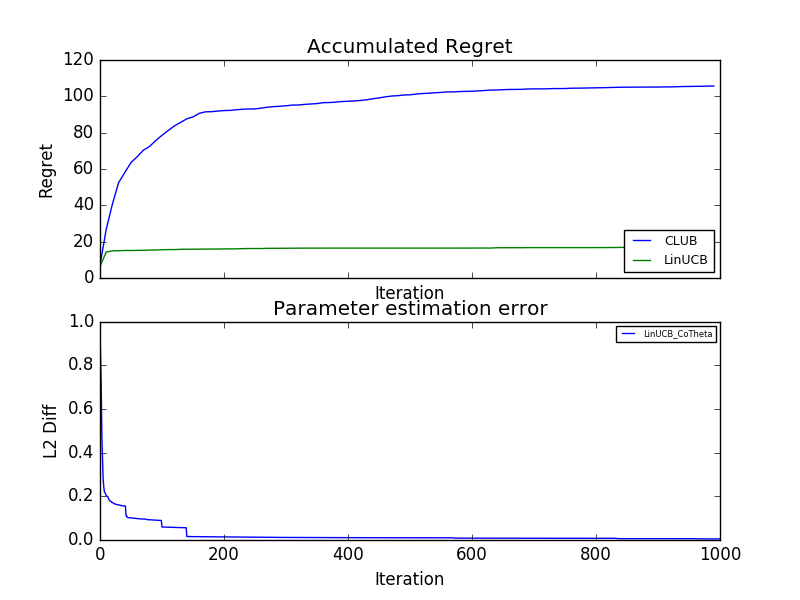 Accumulated Regret
120
100
80
60
40
20
0
Regret
CLUB
LinUCB
Iteration
Parameter estimation error
1.0
0.8
0.6
0.4
0.2
0.0
L2 Diff
LinUCB_CoTheta
0 200 400 600 800 1000
Iteration